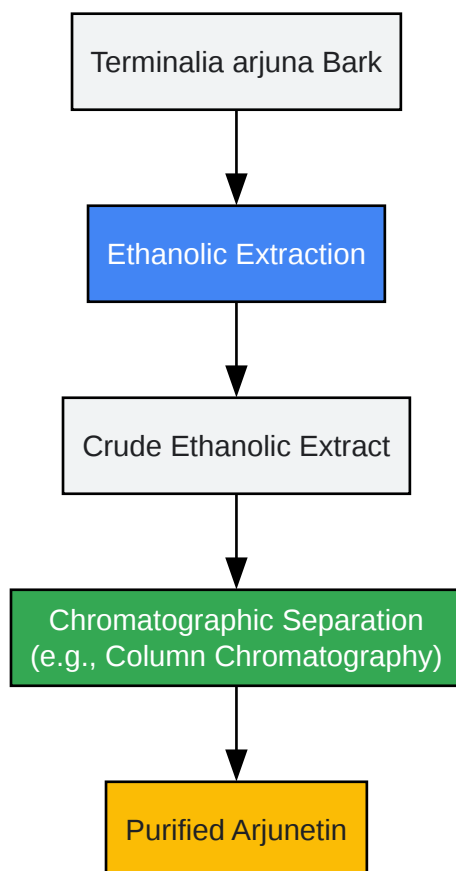 Terminalia arjuna Bark
Ethanolic Extraction
Crude Ethanolic Extract
Chromatographic Separation
(e.g., Column Chromatography)
Purified Arjunetin